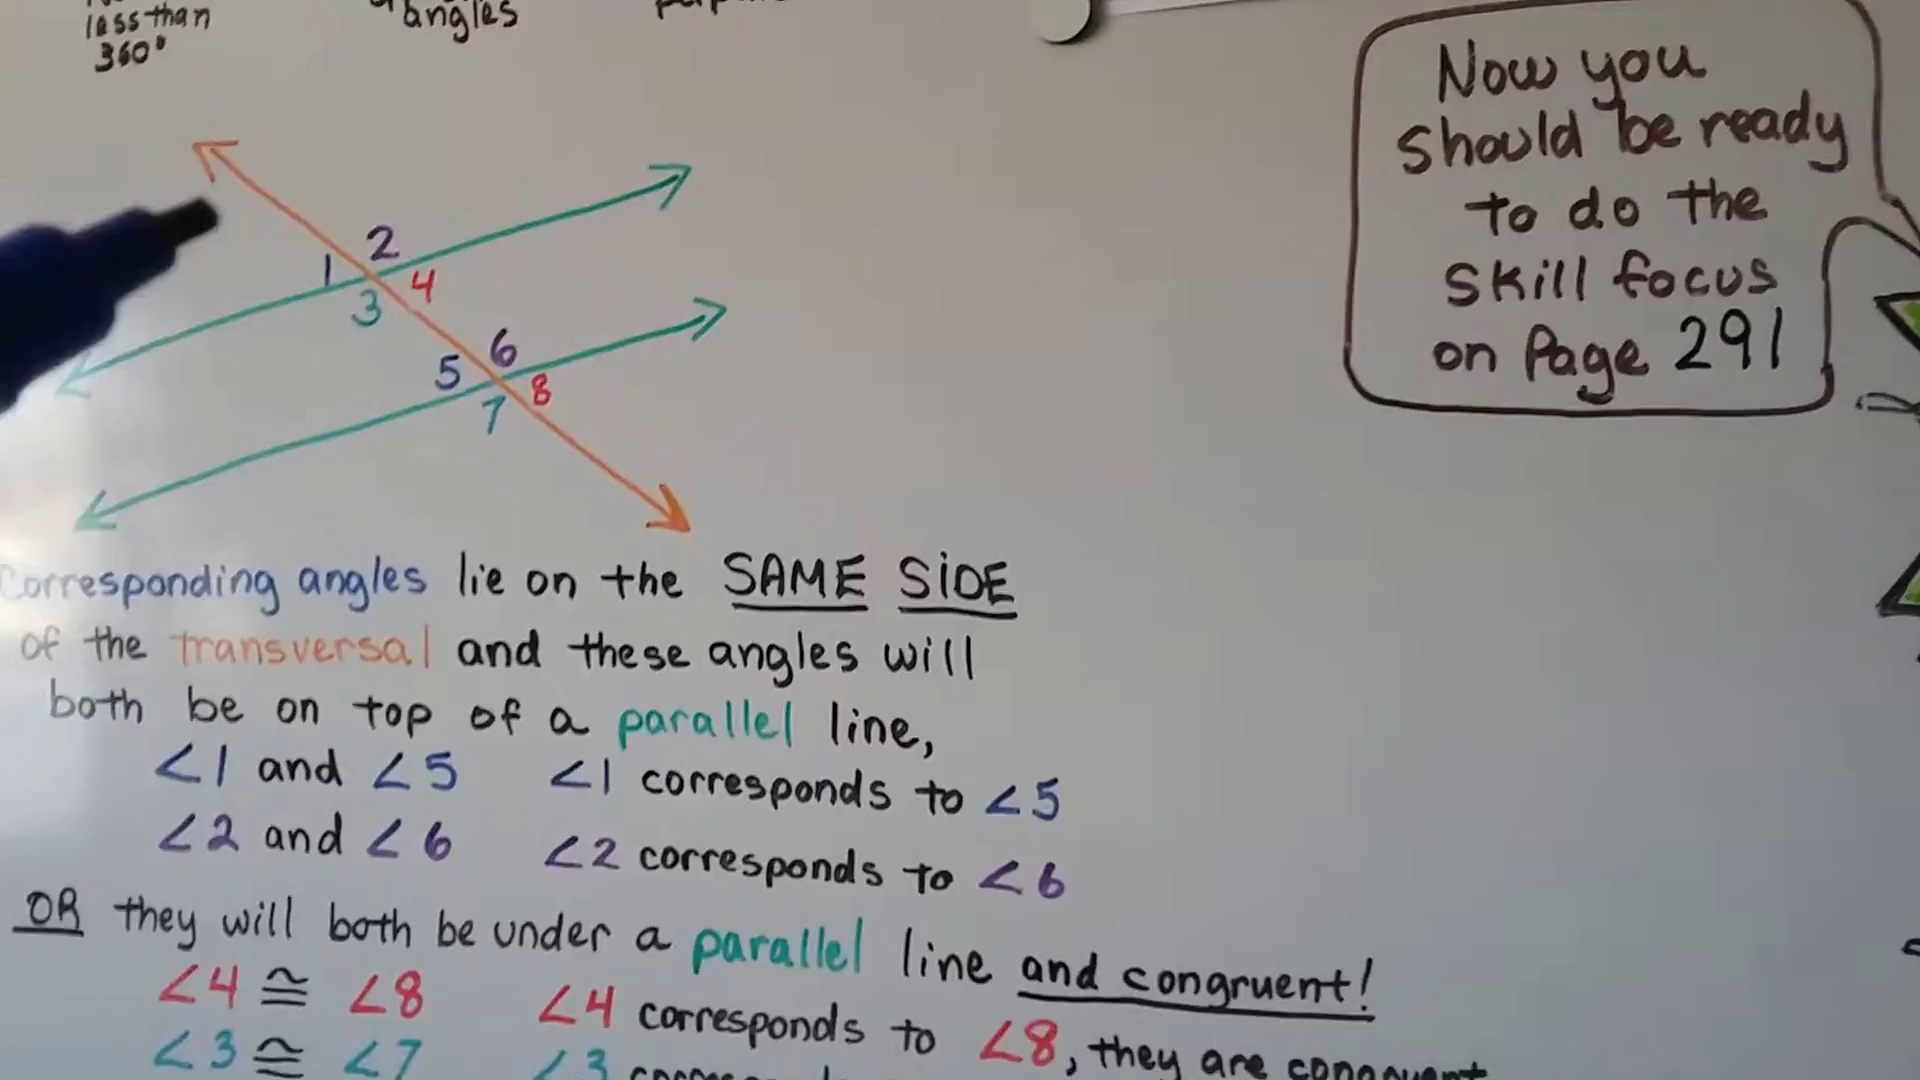 less than
360°
angles
Now you
should be ready
to do the
skill focus
on Page 291
1 2
3 4
5 6
7 8
Corresponding angles lie on the SAME SIDE
of the transversal and these angles will
both be on top of a parallel line,
∠1 and ∠5 ∠1 corresponds to ∠5
∠2 and ∠6 ∠2 corresponds to ∠6
OR they will both be under a parallel line and congruent!
∠4 ≅ ∠8 ∠4 corresponds to ∠8, they are congruent
∠3 ≅ ∠7 ∠3